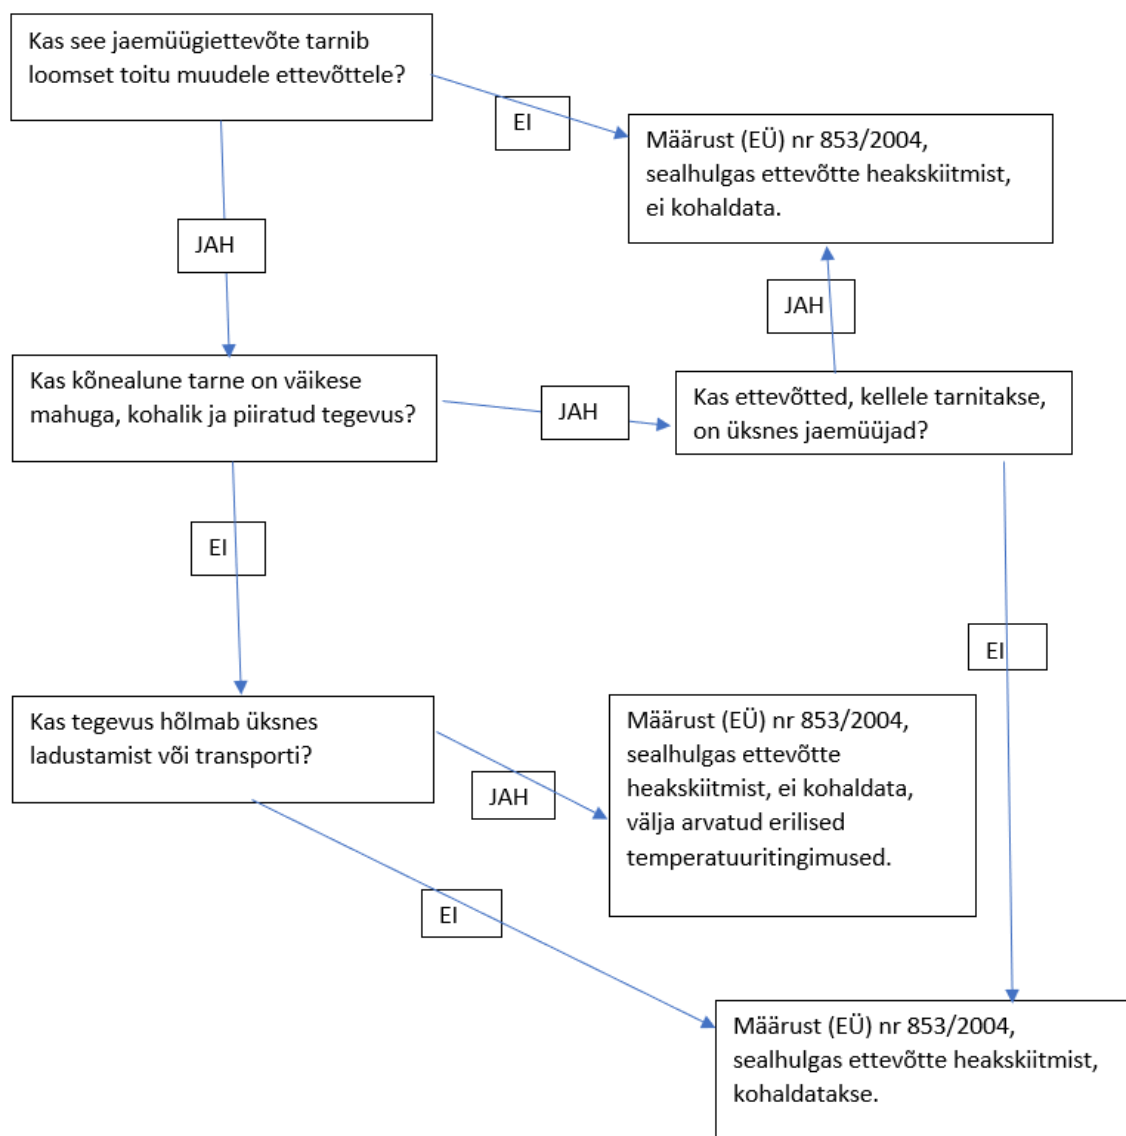 Kas see jaemüügiettevõte tarnib
loomset toitu muudele ettevõttele?
EI
Määrust (EÜ) nr 853/2004,
sealhulgas ettevõtte heakskiitmist,
ei kohaldata.
JAH
JAH
Kas kõnealune tarne on väikese
mahuga, kohalik ja piiratud tegevus?
JAH
Kas ettevõtted, kellele tarnitakse,
on üksnes jaemüüjad?
EI
EI
Kas tegevus hõlmab üksnes
ladustamist või transporti?
JAH
Määrust (EÜ) nr 853/2004,
sealhulgas ettevõtte
heakskiitmist, ei kohaldata,
välja arvatud erilised
temperatuuritingimused.
EI
Määrust (EÜ) nr 853/2004,
sealhulgas ettevõtte heakskiitmist,
kohaldatakse.